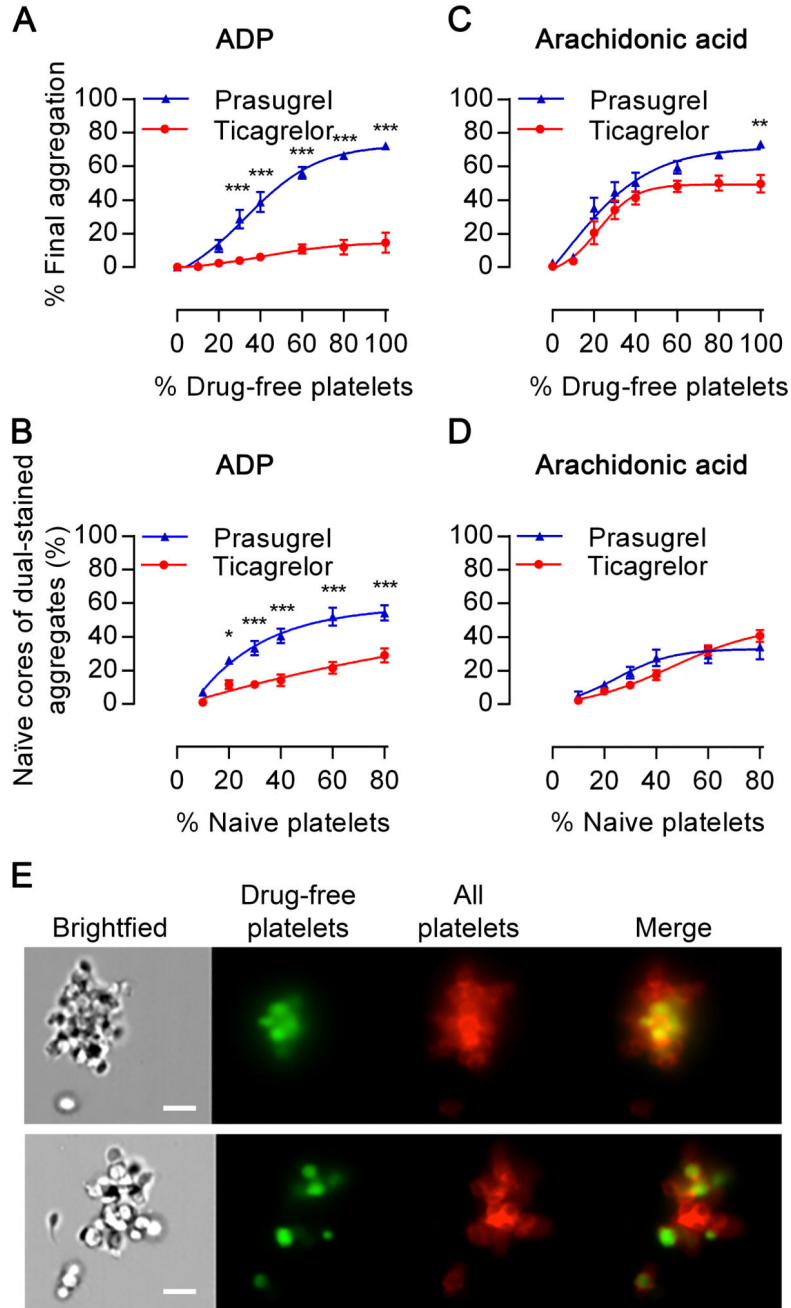 A
ADP
% Final aggregation
100
80
60
40
20
0
Prasugrel
Ticagrelor
***
***
***
***
***
0 20 40 60 80 100
% Drug-free platelets
C
Arachidonic acid
100
80
60
40
20
0
Prasugrel
Ticagrelor
**
0 20 40 60 80 100
% Drug-free platelets
B
ADP
Naïve cores of dual-stained
aggregates (%)
100
80
60
40
20
0
Prasugrel
Ticagrelor
*
***
***
***
***
0 20 40 60 80
% Naive platelets
D
Arachidonic acid
100
80
60
40
20
0
Prasugrel
Ticagrelor
0 20 40 60 80
% Naive platelets
E
Brightfied
Drug-free
platelets
All
platelets
Merge